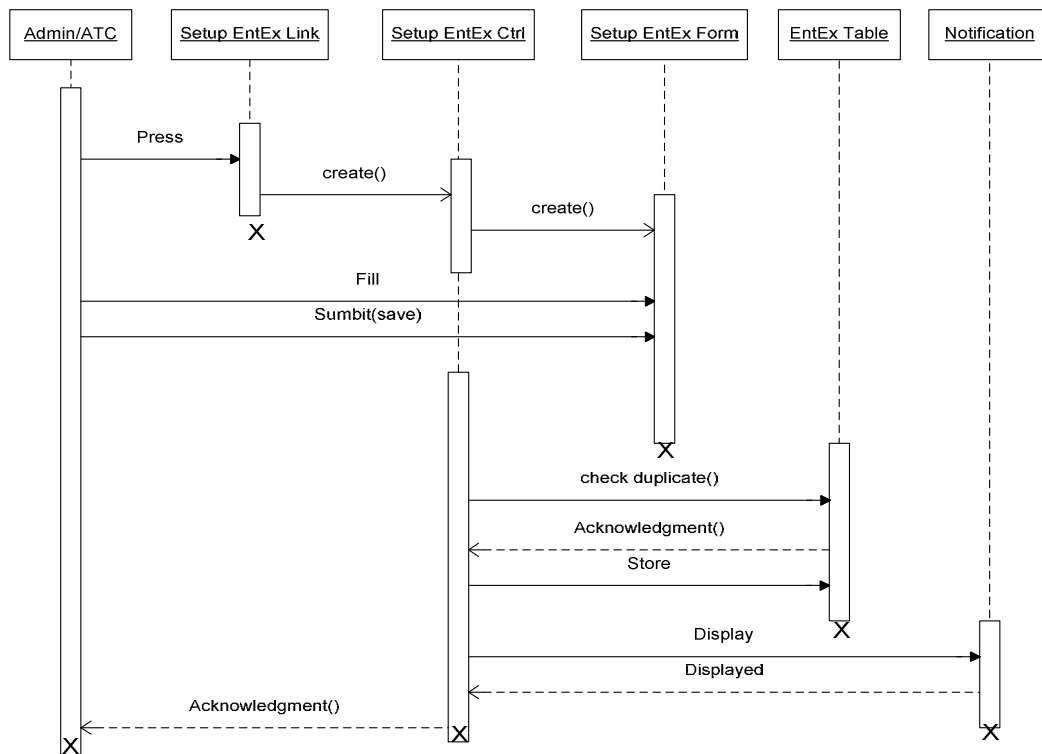 Admin/ATC
Setup EntEx Link
Setup EntEx Ctrl
Setup EntEx Form
EntEx Table
Notification
Press
create()
create()
Fill
Sumbit(save)
check duplicate()
Acknowledgment()
Store
Display
Displayed
Acknowledgment()